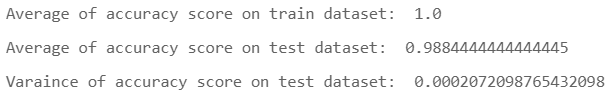 Average of accuracy score on train dataset:  1.0
Average of accuracy score on test dataset:  0.9884444444444445
Varaince of accuracy score on test dataset:  0.0002072098765432098